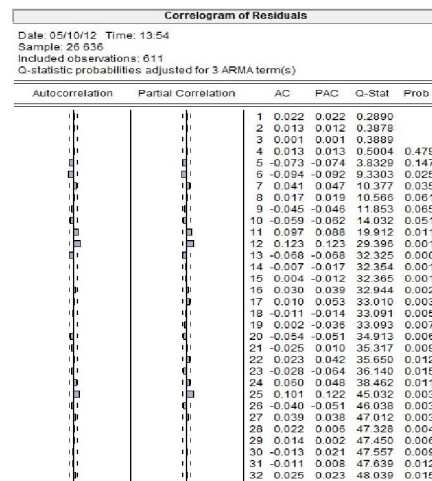 Correlogram of Residuals
Date: 05/10/12 Time: 13:54
Sample: 26 636
Included observations: 611
Q-statistic probabilities adjusted for 3 ARMA term(s)
Autocorrelation Partial Correlation AC PAC Q-Stat Prob
1 0.022 0.022 0.2890
2 0.013 0.012 0.3878
3 0.001 0.001 0.3889
4 0.013 0.013 0.5004 0.479
5 -0.073 -0.074 3.8329 0.147
6 -0.094 -0.092 9.3303 0.025
7 0.041 0.047 10.377 0.035
8 0.017 0.019 10.566 0.061
9 -0.045 -0.046 11.853 0.065
10 -0.059 -0.062 14.032 0.051
11 0.097 0.088 19.912 0.011
12 0.123 0.123 29.396 0.001
13 -0.068 -0.068 32.325 0.000
14 -0.007 -0.017 32.354 0.001
15 0.004 -0.012 32.365 0.001
16 0.030 0.039 32.944 0.002
17 0.010 0.053 33.010 0.003
18 -0.011 -0.014 33.091 0.005
19 0.002 -0.036 33.093 0.007
20 -0.054 -0.051 34.913 0.006
21 -0.025 0.010 35.317 0.009
22 0.023 0.042 35.650 0.012
23 -0.028 -0.064 36.140 0.015
24 0.060 0.048 38.462 0.011
25 0.101 0.122 45.032 0.003
26 -0.040 -0.051 46.038 0.003
27 0.039 0.038 47.012 0.003
28 0.022 0.006 47.328 0.004
29 0.014 0.002 47.450 0.006
30 -0.013 0.021 47.557 0.009
31 -0.011 0.008 47.639 0.012
32 0.025 0.023 48.039 0.015